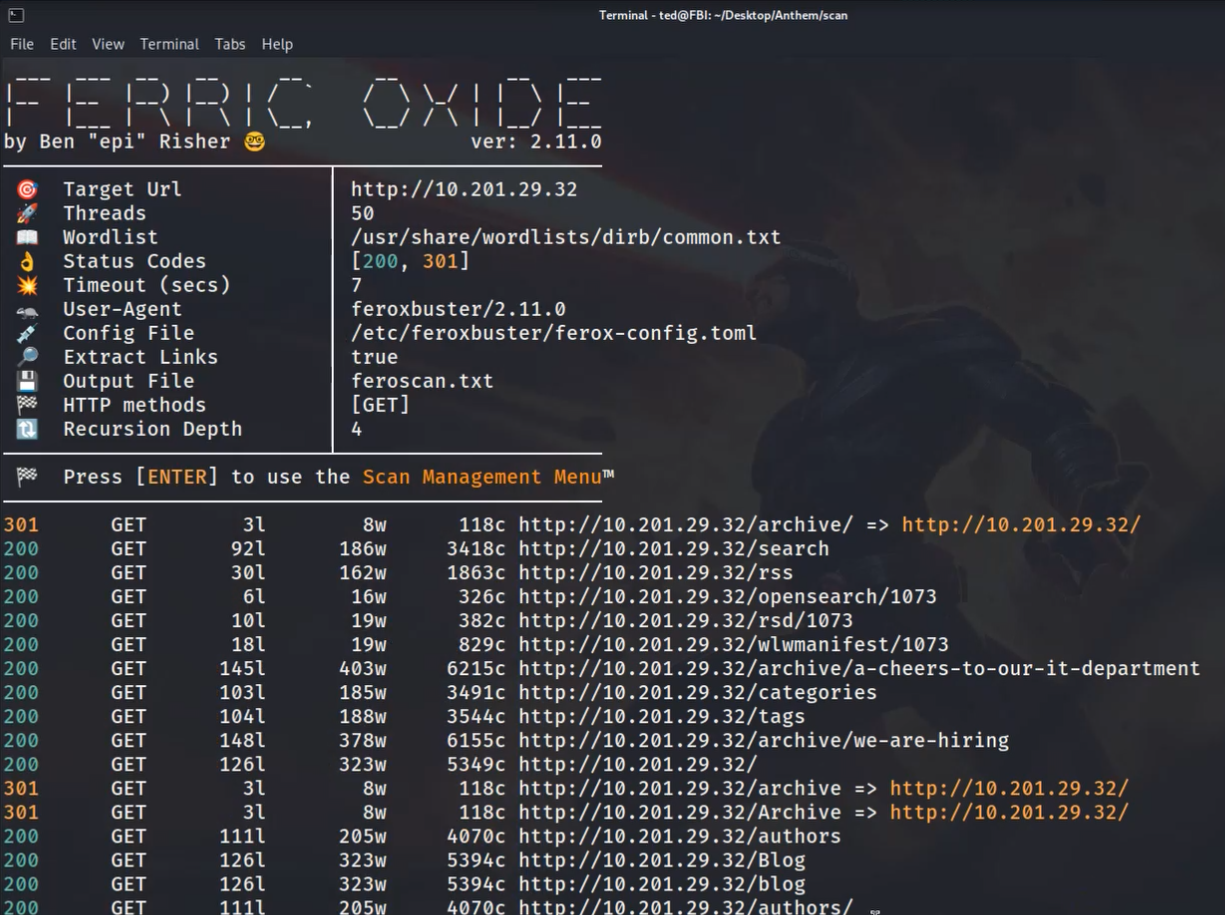 Terminal - ted@FBI: ~/Desktop/Anthem/scan
File Edit View Terminal Tabs Help
FERRIC OXIDE
by Ben "epi" Risher 🤓 ver: 2.11.0
🎯 Target Url http://10.201.29.32
🚀 Threads 50
📖 Wordlist /usr/share/wordlists/dirb/common.txt
👌 Status Codes [200, 301]
💥 Timeout (secs) 7
🦡 User-Agent feroxbuster/2.11.0
💉 Config File /etc/feroxbuster/ferox-config.toml
🔎 Extract Links true
💾 Output File feroscan.txt
🏁 HTTP methods [GET]
🔃 Recursion Depth 4
🏁 Press [ENTER] to use the Scan Management Menu™
301 GET 3l 8w 118c http://10.201.29.32/archive/ => http://10.201.29.32/
200 GET 92l 186w 3418c http://10.201.29.32/search
200 GET 30l 162w 1863c http://10.201.29.32/rss
200 GET 6l 16w 326c http://10.201.29.32/opensearch/1073
200 GET 10l 19w 382c http://10.201.29.32/rsd/1073
200 GET 18l 19w 829c http://10.201.29.32/wlwmanifest/1073
200 GET 145l 403w 6215c http://10.201.29.32/archive/a-cheers-to-our-it-department
200 GET 103l 185w 3491c http://10.201.29.32/categories
200 GET 104l 188w 3544c http://10.201.29.32/tags
200 GET 148l 378w 6155c http://10.201.29.32/archive/we-are-hiring
200 GET 126l 323w 5349c http://10.201.29.32/
301 GET 3l 8w 118c http://10.201.29.32/archive => http://10.201.29.32/
301 GET 3l 8w 118c http://10.201.29.32/Archive => http://10.201.29.32/
200 GET 111l 205w 4070c http://10.201.29.32/authors
200 GET 126l 323w 5394c http://10.201.29.32/Blog
200 GET 126l 323w 5394c http://10.201.29.32/blog
200 GET 111l 205w 4070c http://10.201.29.32/authors/